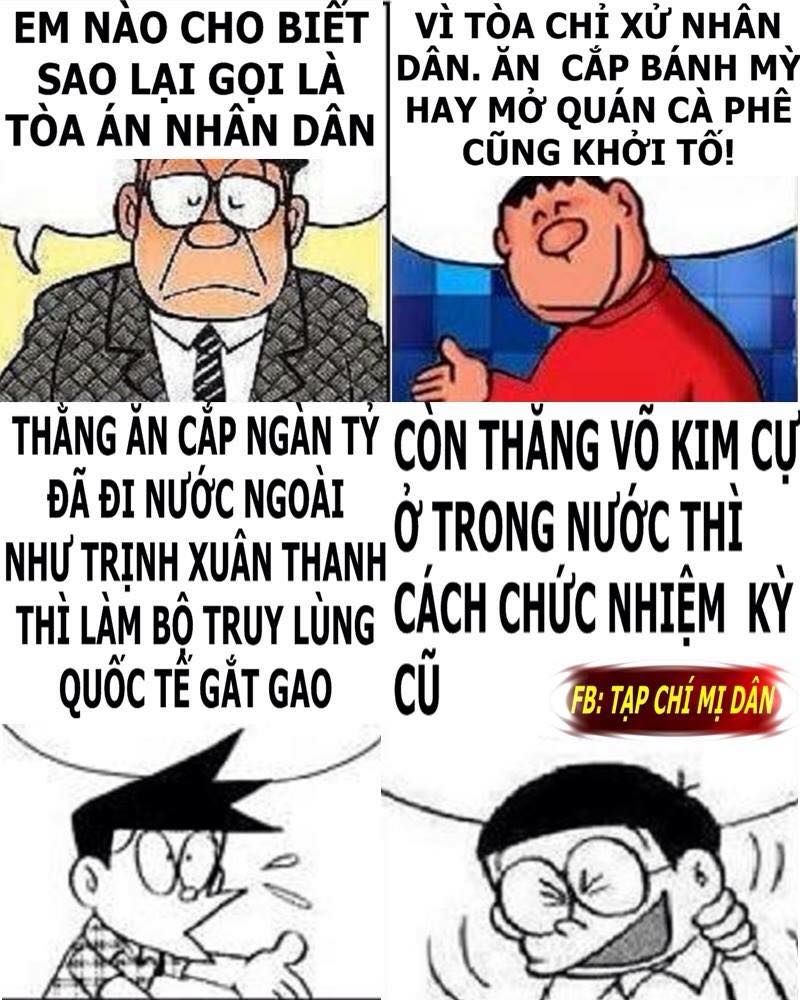 EM NÀO CHO BIẾT
SAO LẠI GỌI LÀ
TÒA ÁN NHÂN DÂN
VÌ TÒA CHỈ XỬ NHÂN
DÂN. ĂN CẮP BÁNH MỲ
HAY MỞ QUÁN CÀ PHÊ
CŨNG KHỞI TỐ!
THẰNG ĂN CẮP NGÀN TỶ
ĐÃ ĐI NƯỚC NGOÀI
NHƯ TRỊNH XUÂN THANH
THÌ LÀM BỘ TRUY LÙNG
QUỐC TẾ GẮT GAO
CÒN THẰNG VÕ KIM CỰ
Ở TRONG NƯỚC THÌ
CÁCH CHỨC NHIỆM KỲ
CŨ
FB: TẠP CHÍ MỊ DÂN